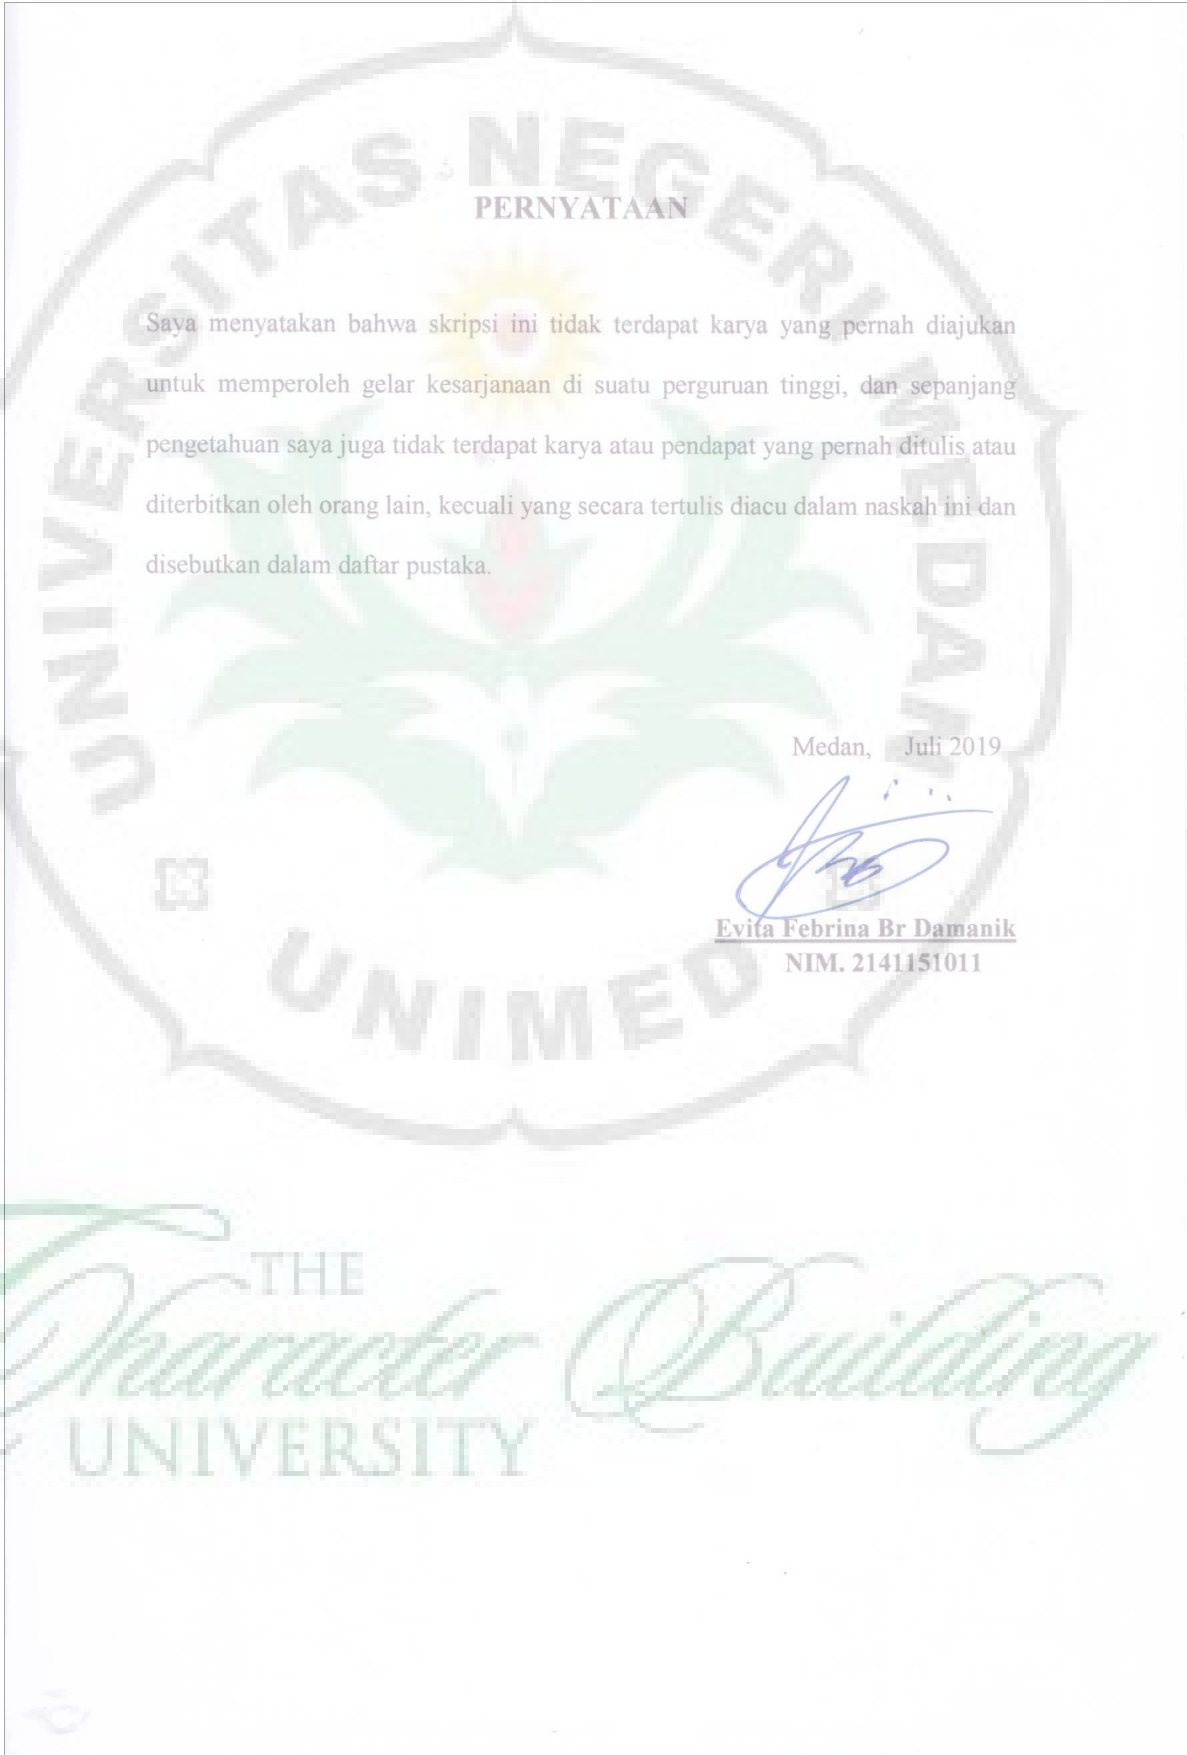 UNIVERSITAS NEGERI MEDAN
PERNYATAAN
Saya menyatakan bahwa skripsi ini tidak terdapat karya yang pernah diajukan
untuk memperoleh gelar kesarjanaan di suatu perguruan tinggi, dan sepanjang
pengetahuan saya juga tidak terdapat karya atau pendapat yang pernah ditulis atau
diterbitkan oleh orang lain, kecuali yang secara tertulis diacu dalam naskah ini dan
disebutkan dalam daftar pustaka.
Medan, Juli 2019
Evita Febrina Br Damanik
NIM. 2141151011
UNIMED
THE
Character Building
UNIVERSITY